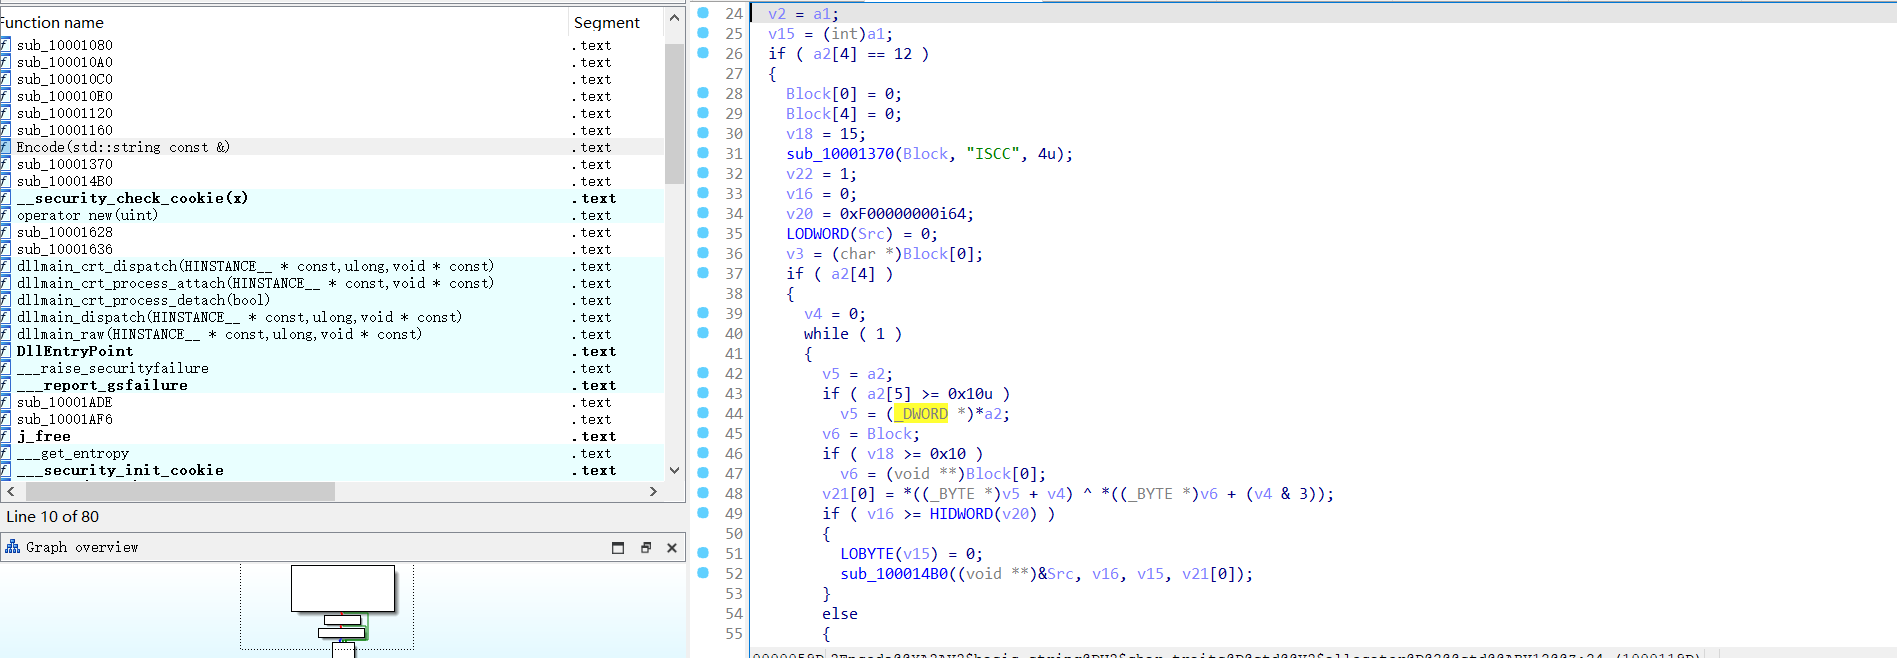 Function name Segment
f sub_10001080 .text
f sub_100010A0 .text
f sub_100010C0 .text
f sub_100010E0 .text
f sub_10001120 .text
f sub_10001160 .text
f Encode(std::string const &) .text
f sub_10001370 .text
f sub_100014B0 .text
f __security_check_cookie(x) .text
f operator new(uint) .text
f sub_10001628 .text
f sub_10001636 .text
f dllmain_crt_dispatch(HINSTANCE__ * const,ulong,void * const) .text
f dllmain_crt_process_attach(HINSTANCE__ * const,void * const) .text
f dllmain_crt_process_detach(bool) .text
f dllmain_dispatch(HINSTANCE__ * const,ulong,void * const) .text
f dllmain_raw(HINSTANCE__ * const,ulong,void * const) .text
f DllEntryPoint .text
f ___raise_securityfailure .text
f ___report_gsfailure .text
f sub_10001ADE .text
f sub_10001AF6 .text
f j_free .text
f ___get_entropy .text
f ___security_init_cookie .text
Line 10 of 80
Graph overview
24 v2 = a1;
25 v15 = (int)a1;
26 if ( a2[4] == 12 )
27 {
28 Block[0] = 0;
29 Block[4] = 0;
30 v18 = 15;
31 sub_10001370(Block, "ISCC", 4u);
32 v22 = 1;
33 v16 = 0;
34 v20 = 0xF00000000i64;
35 LODWORD(Src) = 0;
36 v3 = (char *)Block[0];
37 if ( a2[4] )
38 {
39 v4 = 0;
40 while ( 1 )
41 {
42 v5 = a2;
43 if ( a2[5] >= 0x10u )
44 v5 = (_DWORD *)*a2;
45 v6 = Block;
46 if ( v18 >= 0x10 )
47 v6 = (void **)Block[0];
48 v21[0] = *((_BYTE *)v5 + v4) ^ *((_BYTE *)v6 + (v4 & 3));
49 if ( v16 >= HIDWORD(v20) )
50 {
51 LOBYTE(v15) = 0;
52 sub_100014B0((void **)&Src, v16, v15, v21[0]);
53 }
54 else
55 {